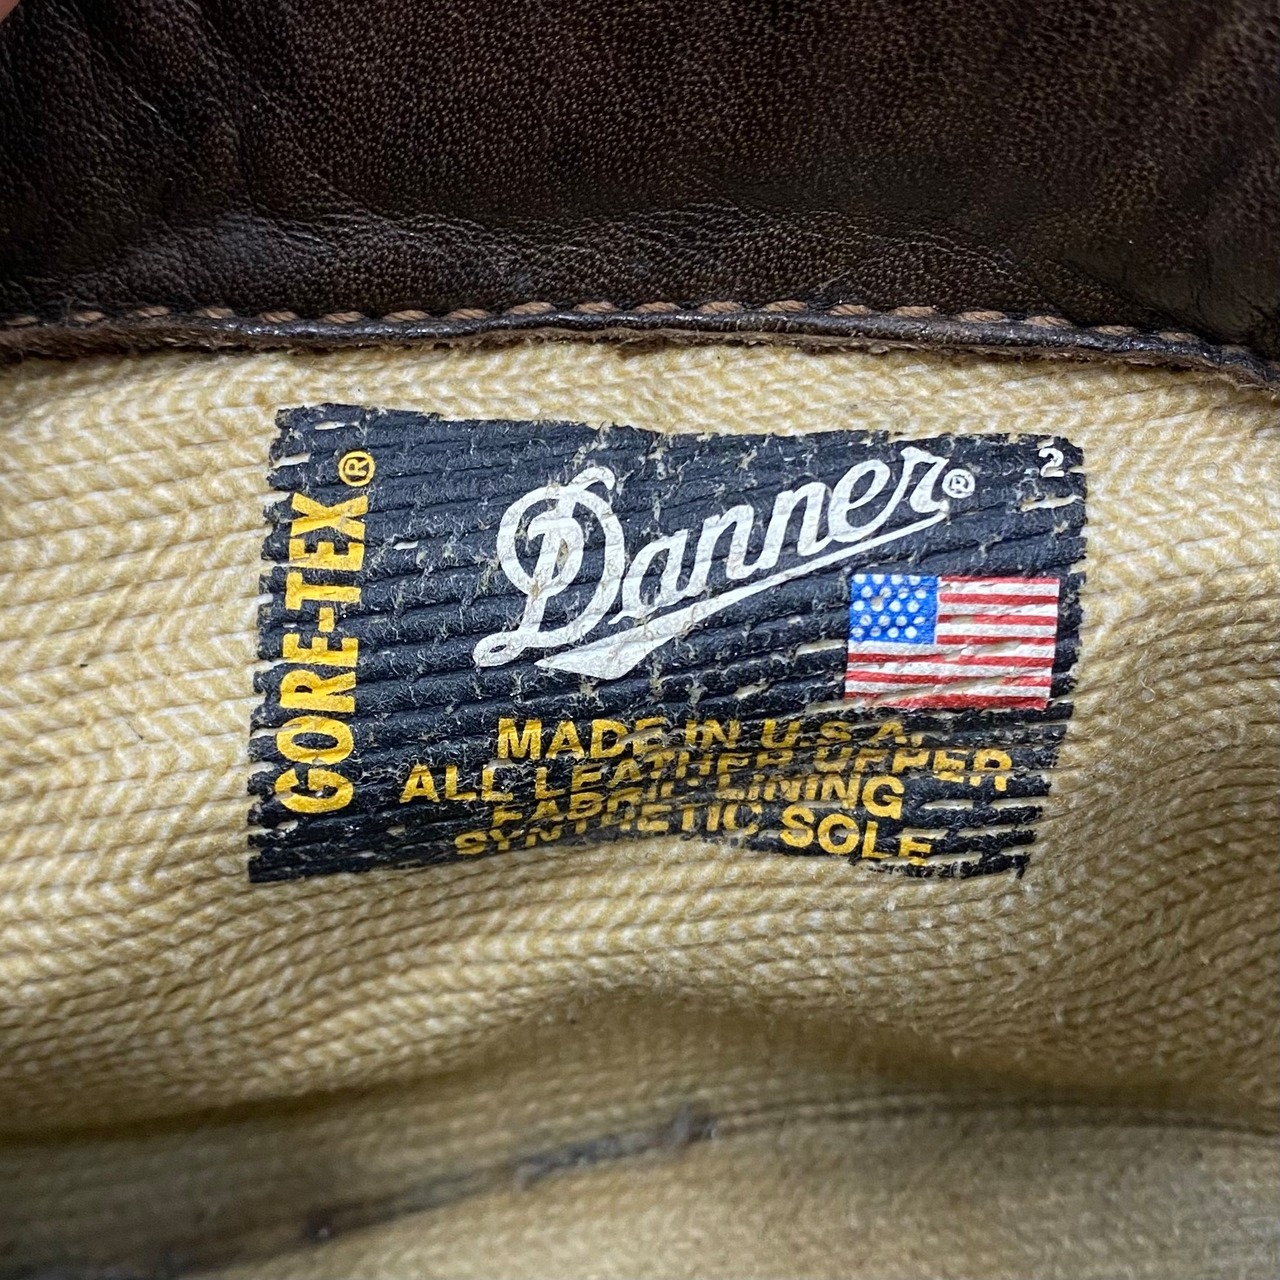 GORE-TEX®
Danner®
2
MADE IN U.S.A.
ALL LEATHER UPPER
FABRIC LINING
SYNTHETIC SOLE